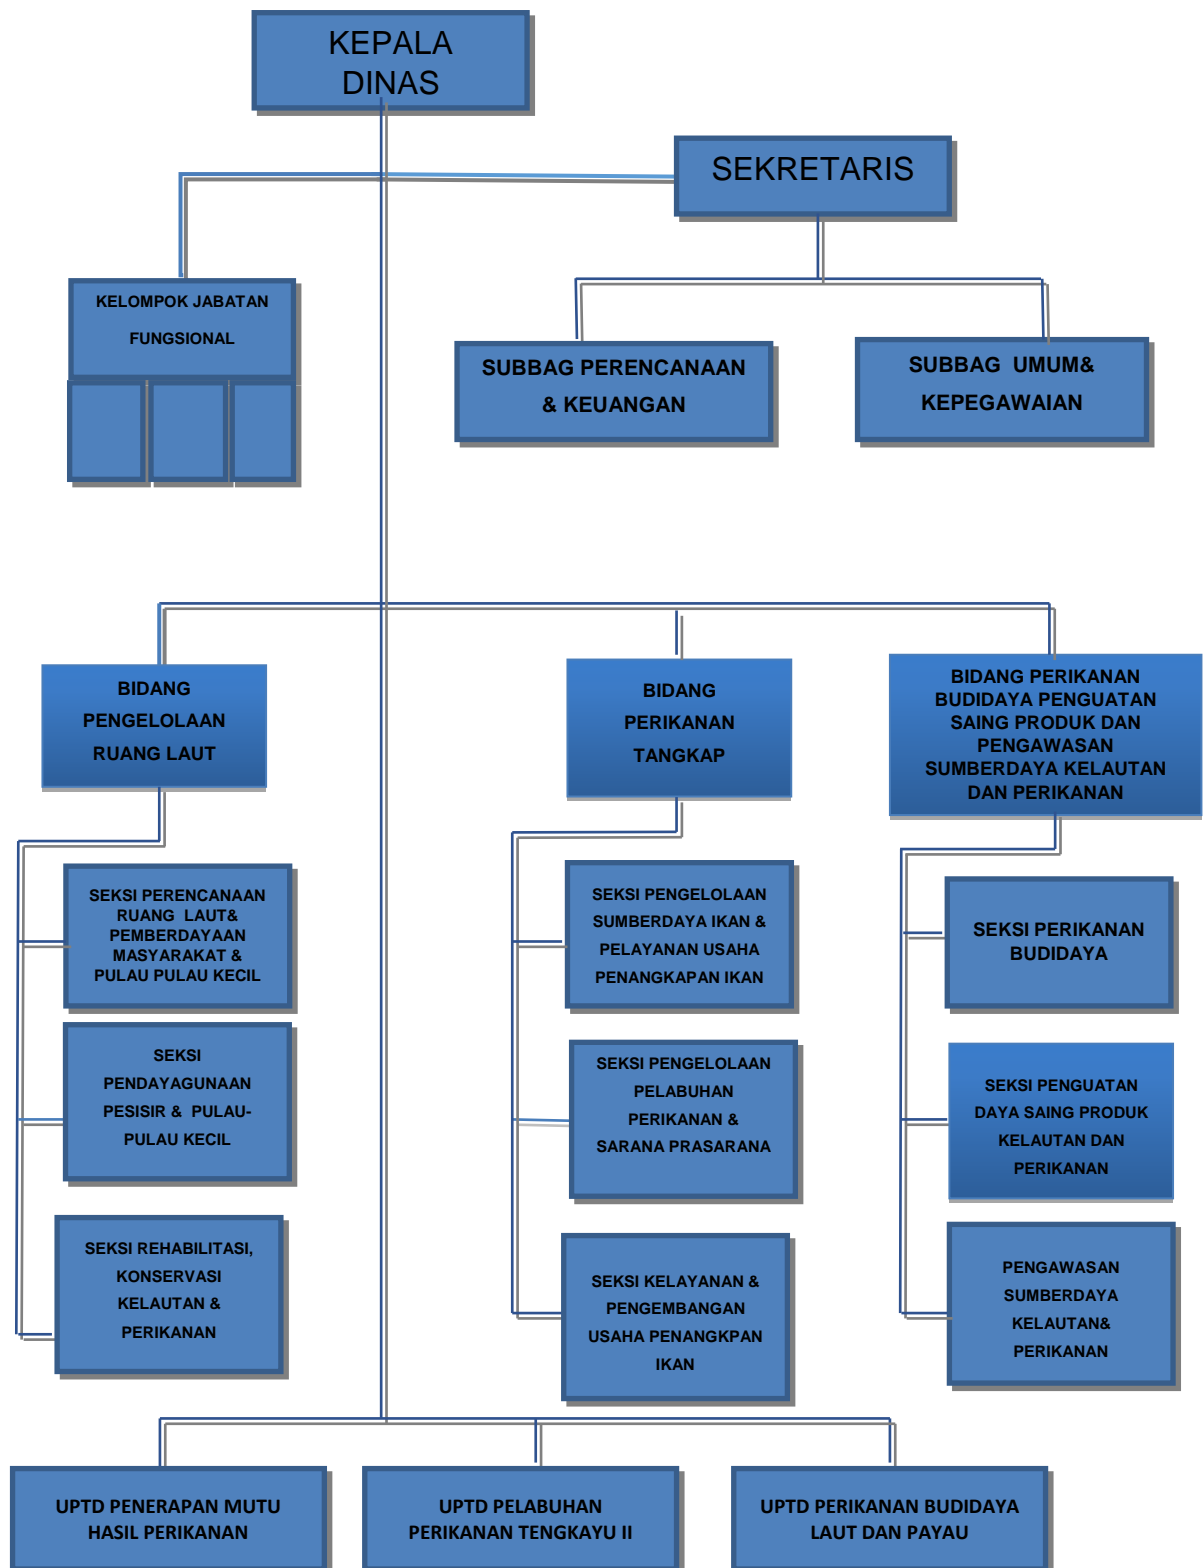 KEPALA
DINAS
SEKRETARIS
KELOMPOK JABATAN
FUNGSIONAL
SUBBAG PERENCANAAN
& KEUANGAN
SUBBAG UMUM&
KEPEGAWAIAN
BIDANG
PENGELOLAAN
RUANG LAUT
BIDANG
PERIKANAN
TANGKAP
BIDANG PERIKANAN
BUDIDAYA PENGUATAN
SAING PRODUK DAN
PENGAWASAN
SUMBERDAYA KELAUTAN
DAN PERIKANAN
SEKSI PERENCANAAN
RUANG LAUT&
PEMBERDAYAAN
MASYARAKAT &
PULAU PULAU KECIL
SEKSI PENGELOLAAN
SUMBERDAYA IKAN &
PELAYANAN USAHA
PENANGKAPAN IKAN
SEKSI PERIKANAN
BUDIDAYA
SEKSI
PENDAYAGUNAAN
PESISIR & PULAU-
PULAU KECIL
SEKSI PENGELOLAAN
PELABUHAN
PERIKANAN &
SARANA PRASARANA
SEKSI PENGUATAN
DAYA SAING PRODUK
KELAUTAN DAN
PERIKANAN
SEKSI REHABILITASI,
KONSERVASI
KELAUTAN &
PERIKANAN
SEKSI KELAYANAN &
PENGEMBANGAN
USAHA PENANGKPAN
IKAN
PENGAWASAN
SUMBERDAYA
KELAUTAN&
PERIKANAN
UPTD PENERAPAN MUTU
HASIL PERIKANAN
UPTD PELABUHAN
PERIKANAN TENGKAYU II
UPTD PERIKANAN BUDIDAYA
LAUT DAN PAYAU